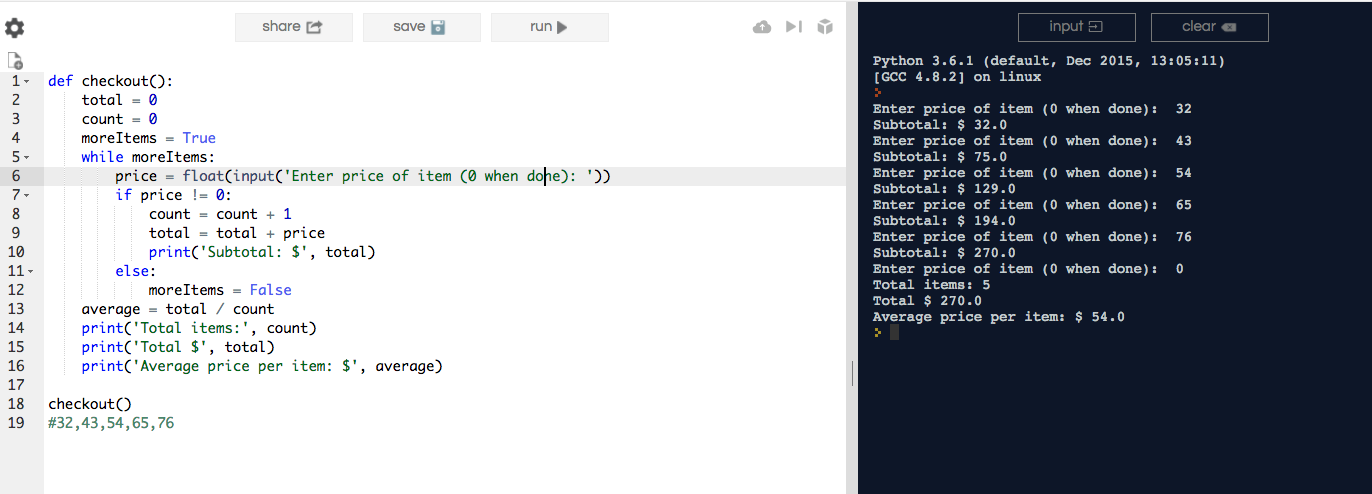 share save run
input clear
1 def checkout():
2     total = 0
3     count = 0
4     moreItems = True
5     while moreItems:
6         price = float(input('Enter price of item (0 when done): '))
7         if price != 0:
8             count = count + 1
9             total = total + price
10             print('Subtotal: $', total)
11         else:
12             moreItems = False
13     average = total / count
14     print('Total items:', count)
15     print('Total $', total)
16     print('Average price per item: $', average)
17
18 checkout()
19 #32,43,54,65,76
Python 3.6.1 (default, Dec 2015, 13:05:11)
[GCC 4.8.2] on linux
Enter price of item (0 when done):  32
Subtotal: $ 32.0
Enter price of item (0 when done):  43
Subtotal: $ 75.0
Enter price of item (0 when done):  54
Subtotal: $ 129.0
Enter price of item (0 when done):  65
Subtotal: $ 194.0
Enter price of item (0 when done):  76
Subtotal: $ 270.0
Enter price of item (0 when done):  0
Total items: 5
Total $ 270.0
Average price per item: $ 54.0